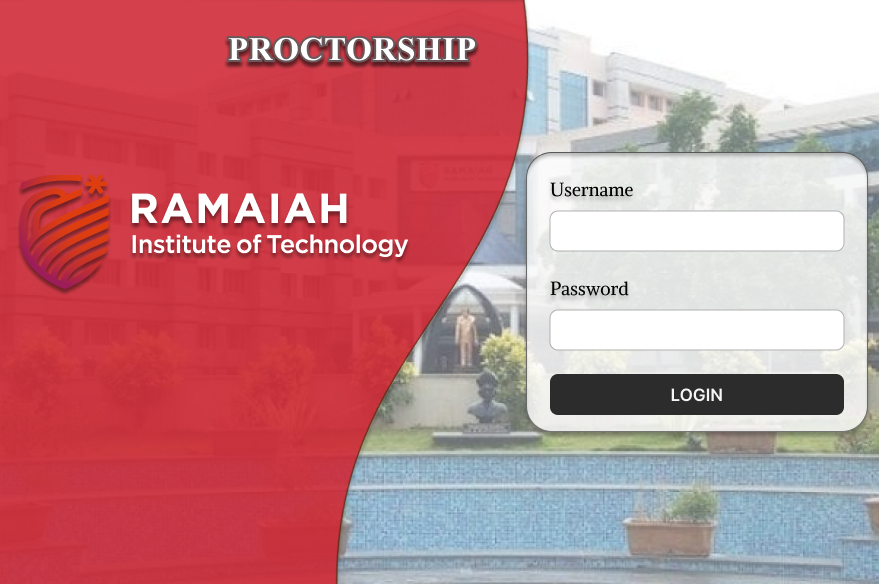 PROCTORSHIP
RAMAIAH
Institute of Technology
Username
Password
LOGIN